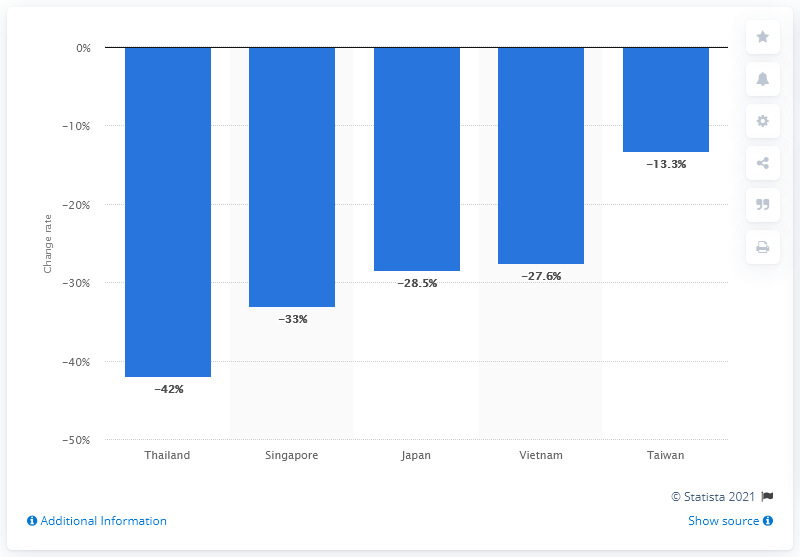 0%
−10%
−20%
−30%
−40%
−50%
Change rate
−42%
−33%
−28.5%
−27.6%
−13.3%
Thailand
Singapore
Japan
Vietnam
Taiwan
© Statista 2021
Additional Information
Show source